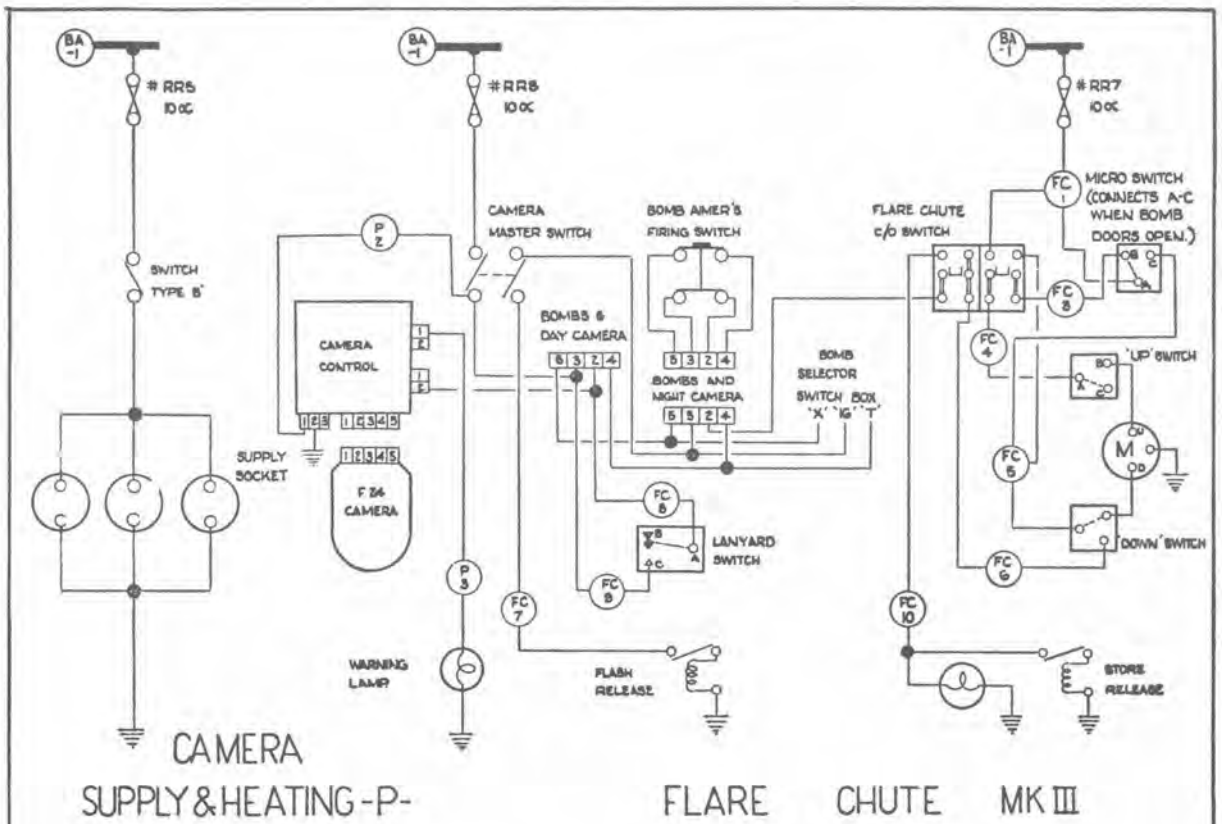 BA -1
# RR5
10 ∝
SWITCH
TYPE 'B'
SUPPLY
SOCKET
BA -1
# RR8
10 ∝
P 2
CAMERA
MASTER SWITCH
CAMERA
CONTROL
1
2
1
2
1 2 3 1 2 3 4 5
1 2 3 4 5
F 24
CAMERA
P 3
WARNING
LAMP
BOMBS &
DAY CAMERA
5 3 2 4
BOMB AIMER'S
FIRING SWITCH
5 3 2 4
BOMBS AND
NIGHT CAMERA
5 3 2 4
BOMB
SELECTOR
SWITCH BOX
'X' 'G' 'T'
FC 8
B
A
C
LANYARD
SWITCH
FC 9
FC 7
FLASH
RELEASE
BA -1
# RR7
10 ∝
FC 1
MICRO SWITCH
(CONNECTS A-C
WHEN BOMB
DOORS OPEN.)
B C
A
FLARE CHUTE
C/O SWITCH
FC 3
FC 4
'UP' SWITCH
B
A
C
U
M
D
FC 5
'DOWN' SWITCH
FC 6
FC 10
STORE
RELEASE
CAMERA
SUPPLY & HEATING -P-
FLARE CHUTE MK III